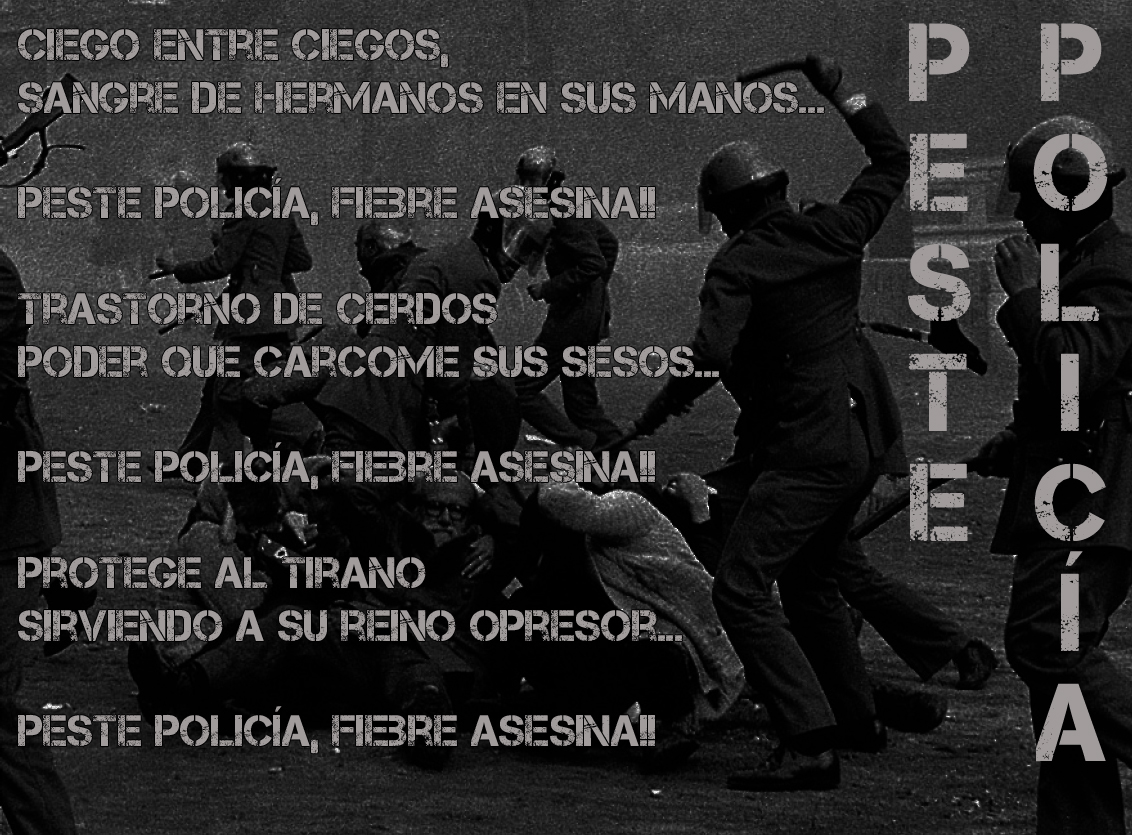 CIEGO ENTRE CIEGOS,
SANGRE DE HERMANOS EN SUS MANOS...
PESTE POLICÍA, FIEBRE ASESINA!!
TRASTORNO DE CERDOS
PODER QUE CARCOME SUS SESOS...
PESTE POLICÍA, FIEBRE ASESINA!!
PROTEGE AL TIRANO
SIRVIENDO A SU REINO OPRESOR...
PESTE POLICÍA, FIEBRE ASESINA!!
PESTE
POLICÍA